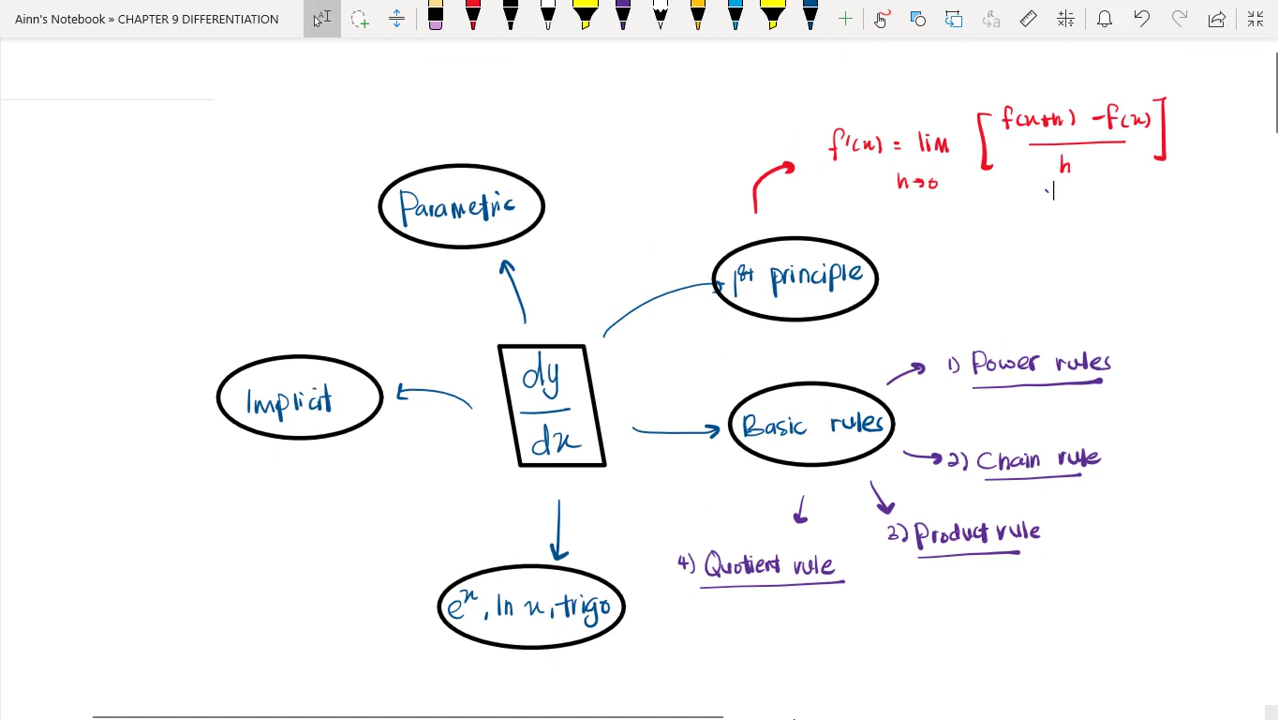 Ainn's Notebook » CHAPTER 9 DIFFERENTIATION
f'(x) = lim [ f(x+h) - f(x) ]
h→0 h
Parametric
1st principle
dy
dx
Implicit
Basic rules
1) Power rules
2) Chain rule
3) Product rule
4) Quotient rule
e^x, ln x, trigo